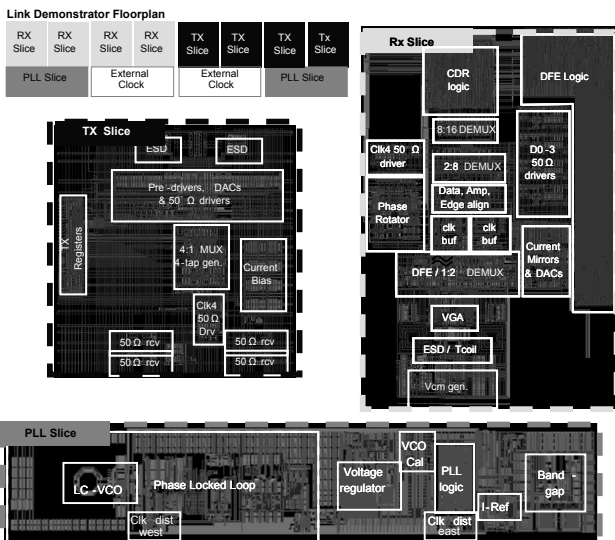 Link Demonstrator Floorplan
RX RX RX RX TX TX TX Tx
Slice Slice Slice Slice Slice Slice Slice Slice
PLL Slice
External
Clock
External
Clock
PLL Slice
TX Slice
ESD
ESD
Pre -drivers, DACs
& 50 Ω drivers
TX
Registers
4:1 MUX
4-tap gen.
Current
Bias
Clk4
50 Ω
Drv
50 Ω rcv
50 Ω rcv
50 Ω rcv
50 Ω rcv
Rx Slice
CDR
logic
DFE Logic
8:16 DEMUX
Clk4 50 Ω
driver
2:8 DEMUX
D0 -3
50 Ω
drivers
Data, Amp,
Edge align
Phase
Rotator
clk
buf
clk
buf
Current
Mirrors
& DACs
DFE / 1:2 DEMUX
VGA
ESD / Tcoil
Vcm gen.
PLL Slice
LC -VCO
Phase Locked Loop
Voltage
regulator
VCO
Cal
PLL
logic
I-Ref
Band -
gap
Clk dist
west
Clk dist
east